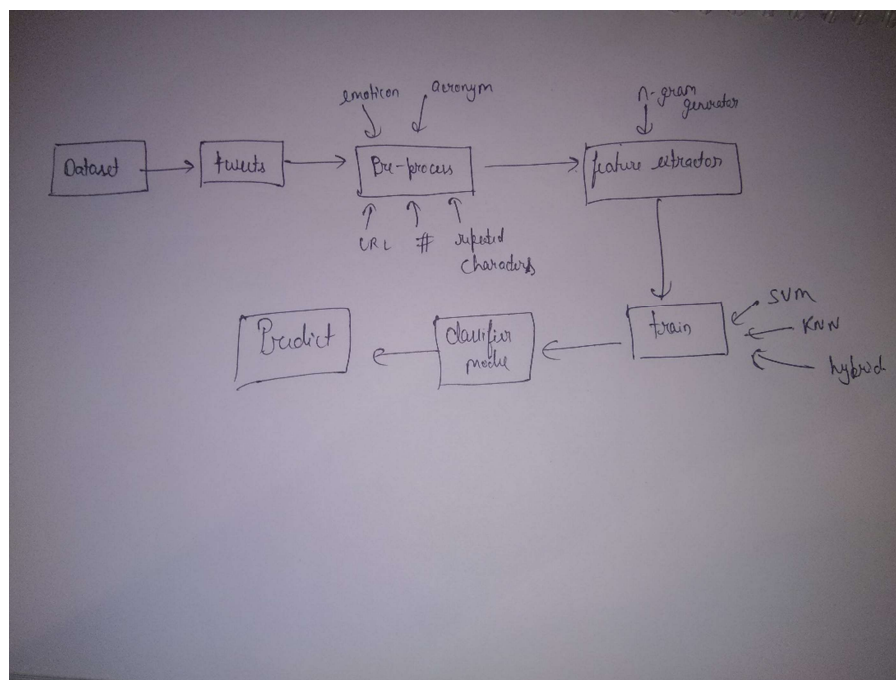 emoticon
acronym
n-gram
generator
Dataset
tweets
Pre-process
feature extractor
URL
#
repeated
characters
Predict
Classifier
model
train
SVM
KNN
hybrid